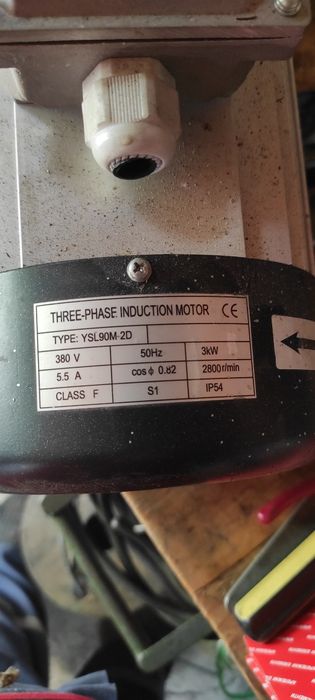 THREE-PHASE INDUCTION MOTOR CE
TYPE: YSL90M-2D
380 V 50Hz 3kW
5.5 A cos ϕ 0.82 2800r/min
CLASS F S1 IP54